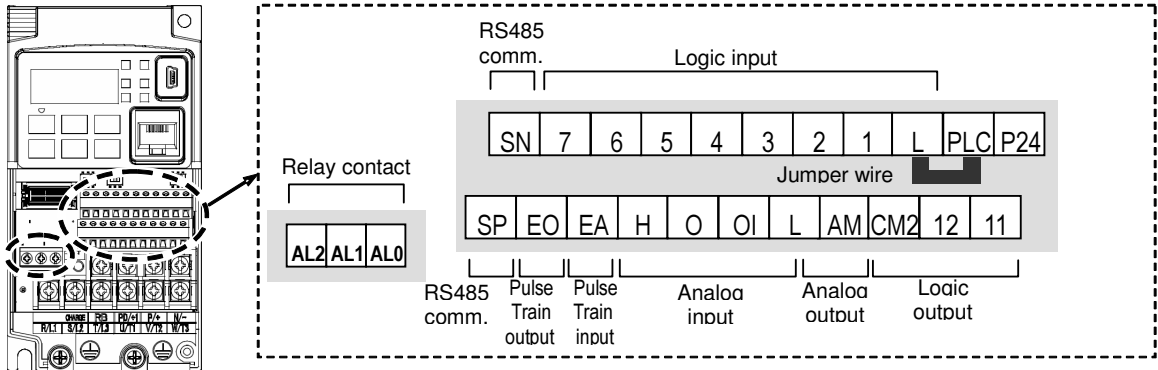 RS485
comm.
Logic input
SN 7 6 5 4 3 2 1 L PLC P24
Jumper wire
Relay contact
AL2 AL1 AL0
SP EO EA H O OI L AM CM2 12 11
RS485
comm.
Pulse
Train
output
Pulse
Train
input
Analog
input
Analog
output
Logic
output
CHARGE RB PD/+1 P/+ N/-
R/L1 S/L2 T/L3 U/T1 V/T2 W/T3